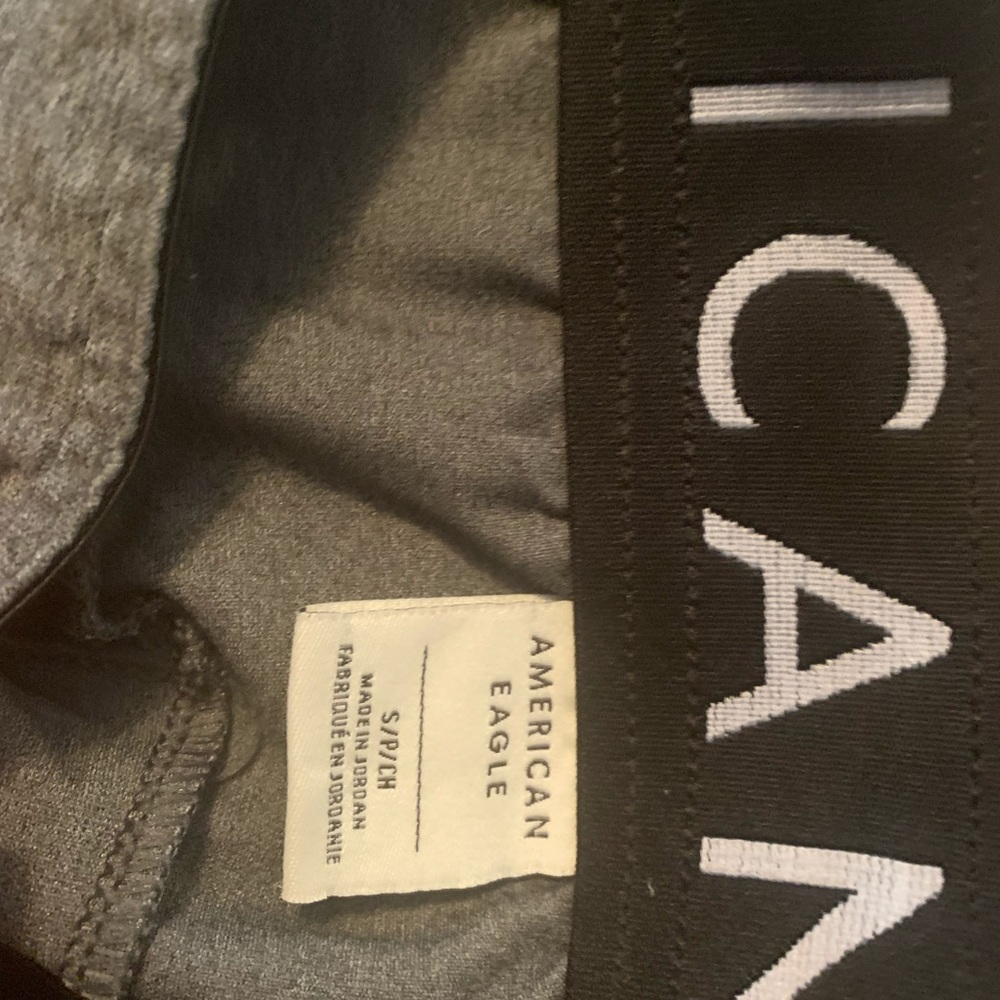 ICAN
AMERICAN
EAGLE
S/P/CH
MADE IN JORDAN
FABRIQUÉ EN JORDANIE